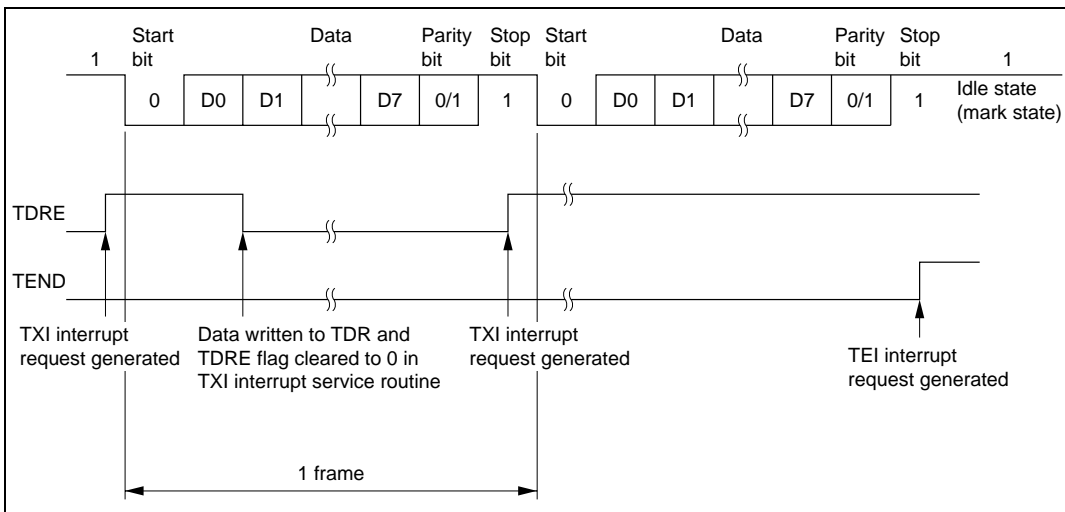 Start Data Parity Stop Start Data Parity Stop
1 bit bit bit bit bit bit 1
0 D0 D1 D7 0/1 1 0 D0 D1 D7 0/1 1 Idle state
(mark state)
TDRE
TEND
TXI interrupt
request generated
Data written to TDR and
TDRE flag cleared to 0 in
TXI interrupt service routine
TXI interrupt
request generated
TEI interrupt
request generated
1 frame